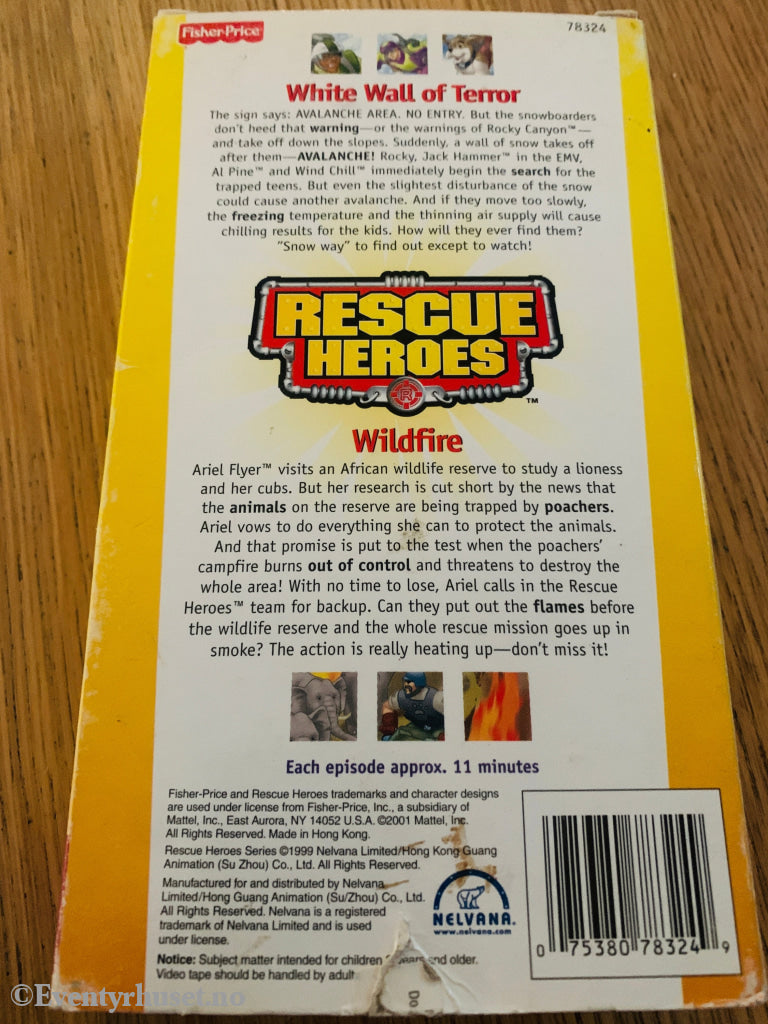 Fisher-Price
78324
White Wall of Terror
The sign says: AVALANCHE AREA. NO ENTRY. But the snowboarders
don't heed that warning—or the warnings of Rocky Canyon™—
and take off down the slopes. Suddenly, a wall of snow takes off
after them—AVALANCHE! Rocky, Jack Hammer™ in the EMV,
Al Pine™ and Wind Chill™ immediately begin the search for the
trapped teens. But even the slightest disturbance of the snow
could cause another avalanche. And if they move too slowly,
the freezing temperature and the thinning air supply will cause
chilling results for the kids. How will they ever find them?
"Snow way" to find out except to watch!
RESCUE
HEROES
R
™
Wildfire
Ariel Flyer™ visits an African wildlife reserve to study a lioness
and her cubs. But her research is cut short by the news that
the animals on the reserve are being trapped by poachers.
Ariel vows to do everything she can to protect the animals.
And that promise is put to the test when the poachers'
campfire burns out of control and threatens to destroy the
whole area! With no time to lose, Ariel calls in the Rescue
Heroes™ team for backup. Can they put out the flames before
the wildlife reserve and the whole rescue mission goes up in
smoke? The action is really heating up—don't miss it!
Each episode approx. 11 minutes
Fisher-Price and Rescue Heroes trademarks and character designs
are used under license from Fisher-Price, Inc., a subsidiary of
Mattel, Inc., East Aurora, NY 14052 U.S.A. ©2001 Mattel, Inc.
All Rights Reserved. Made in Hong Kong.
Rescue Heroes Series ©1999 Nelvana Limited/Hong Kong Guang
Animation (Su Zhou) Co., Ltd. All Rights Reserved.
Manufactured for and distributed by Nelvana
Limited/Hong Guang Animation (Su/Zhou) Co., Ltd.
All Rights Reserved. Nelvana is a registered
trademark of Nelvana Limited and is used
under license.
Notice: Subject matter intended for children years and older.
Video tape should be handled by adult
NELVANA.
www.nelvana.com
Do
0 75380 78324 9
©Eventyrhuset.no